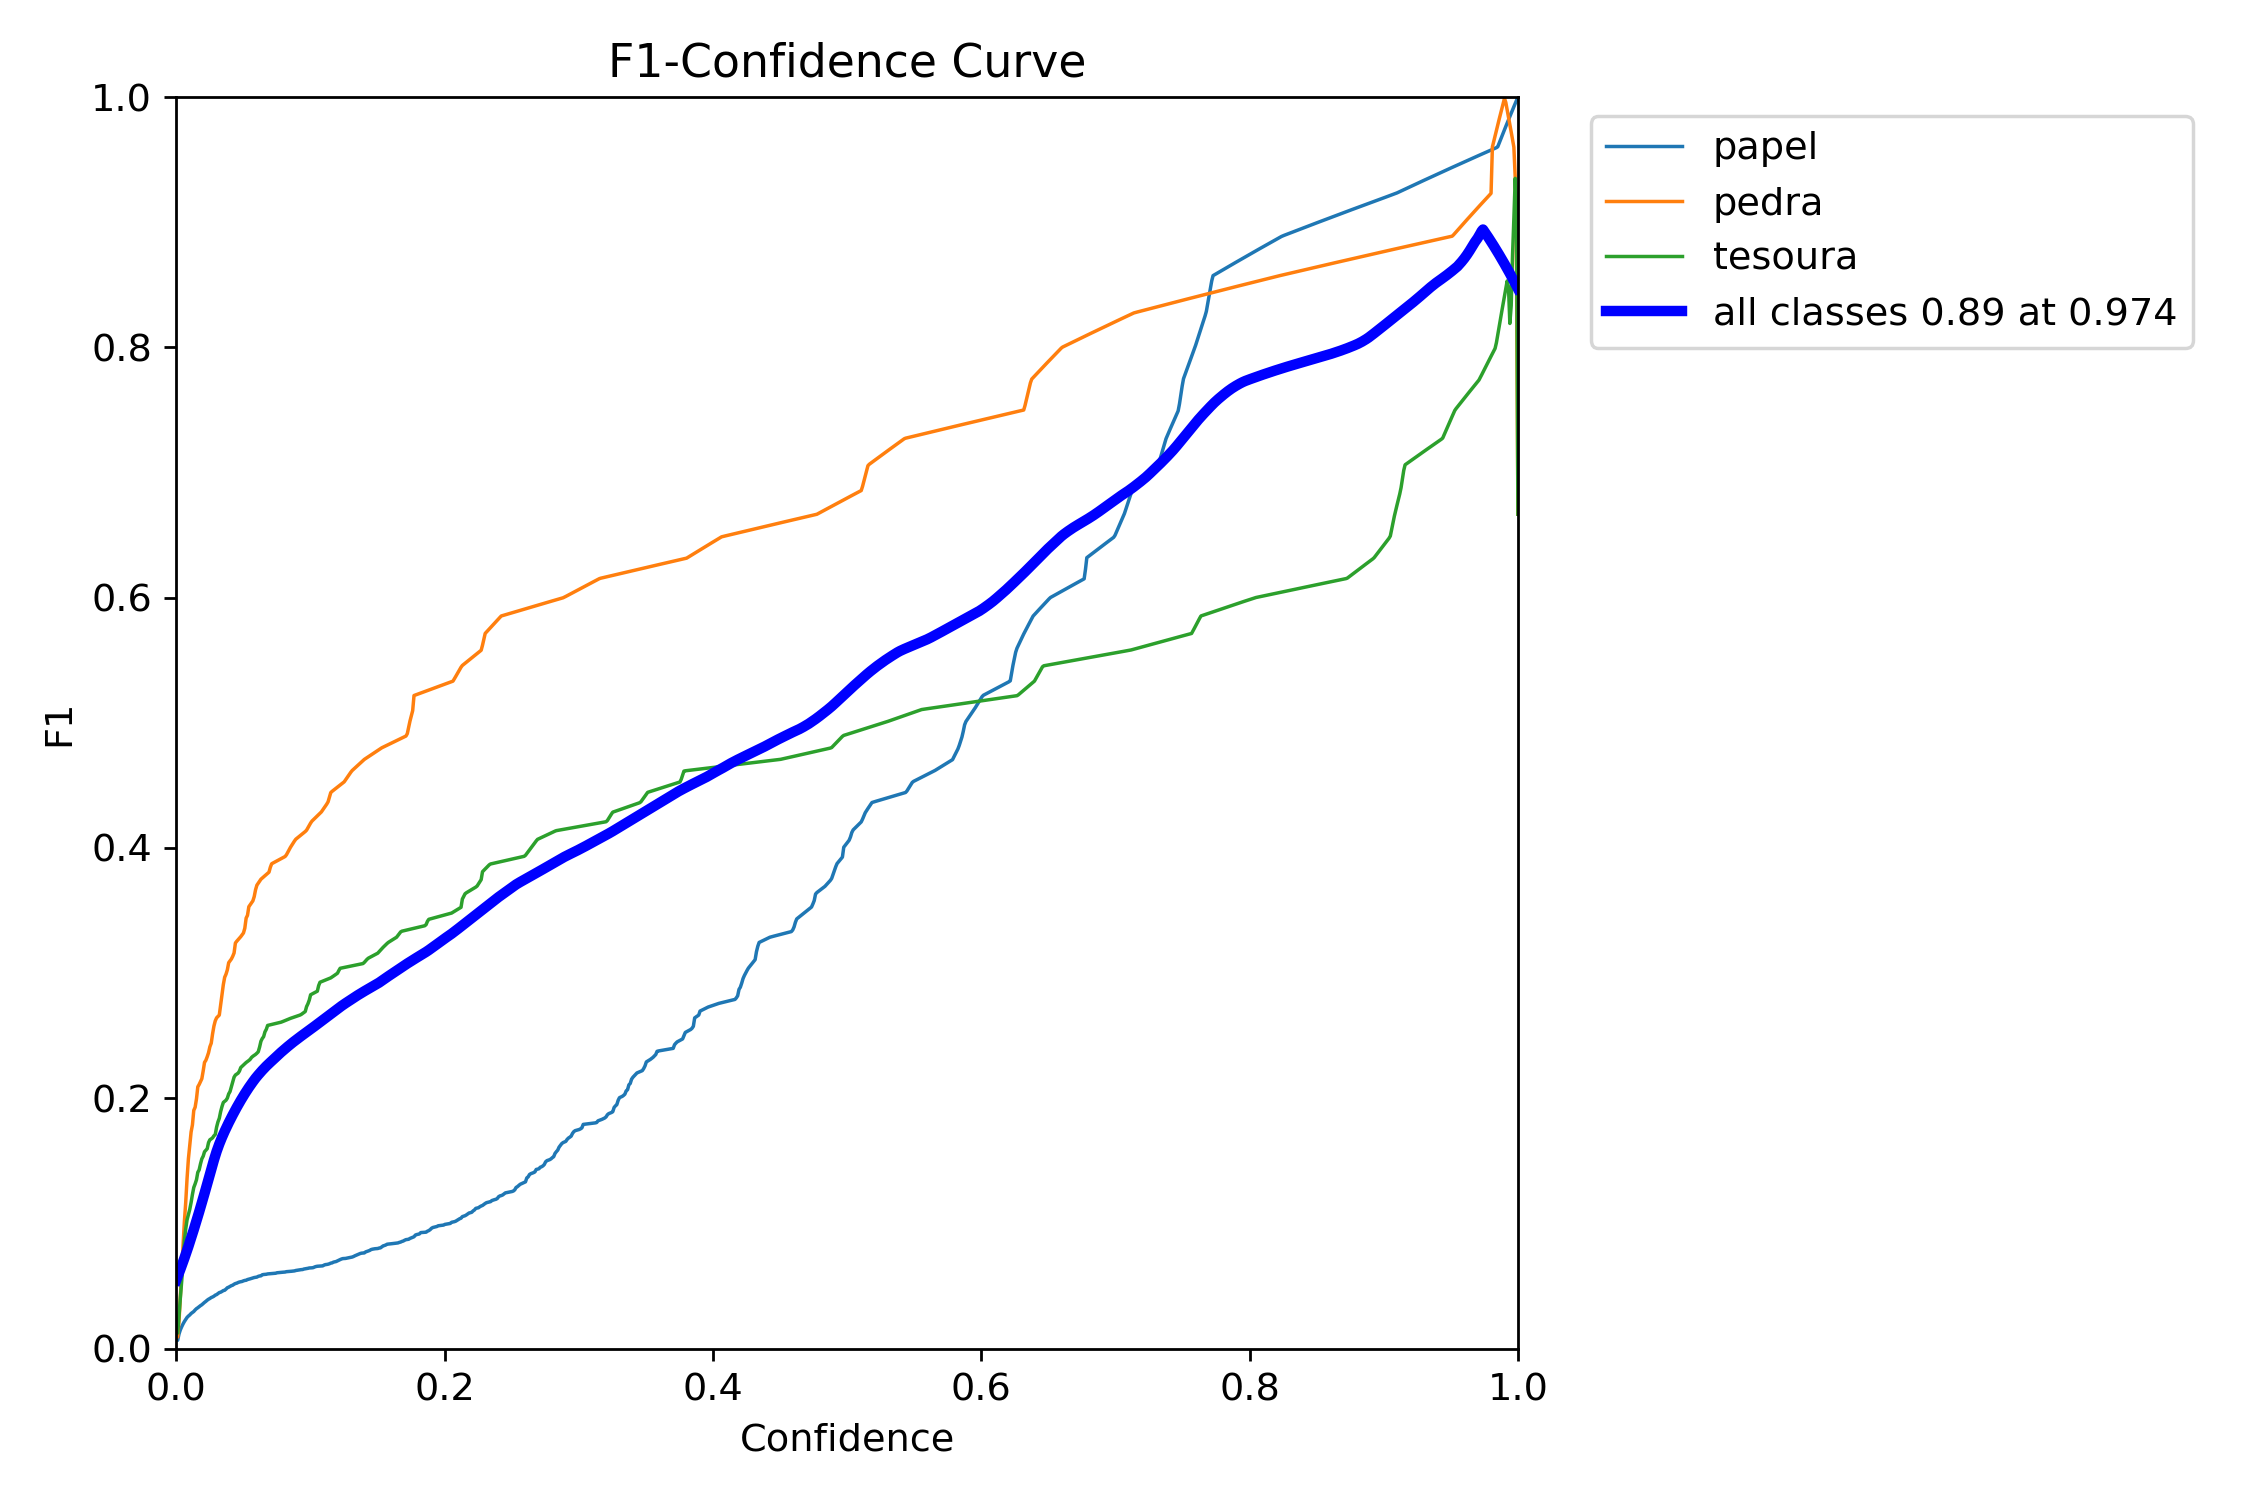 F1-Confidence Curve
1.0
0.8
0.6
0.4
0.2
0.0
F1
0.0 0.2 0.4 0.6 0.8 1.0
Confidence
papel
pedra
tesoura
all classes 0.89 at 0.974